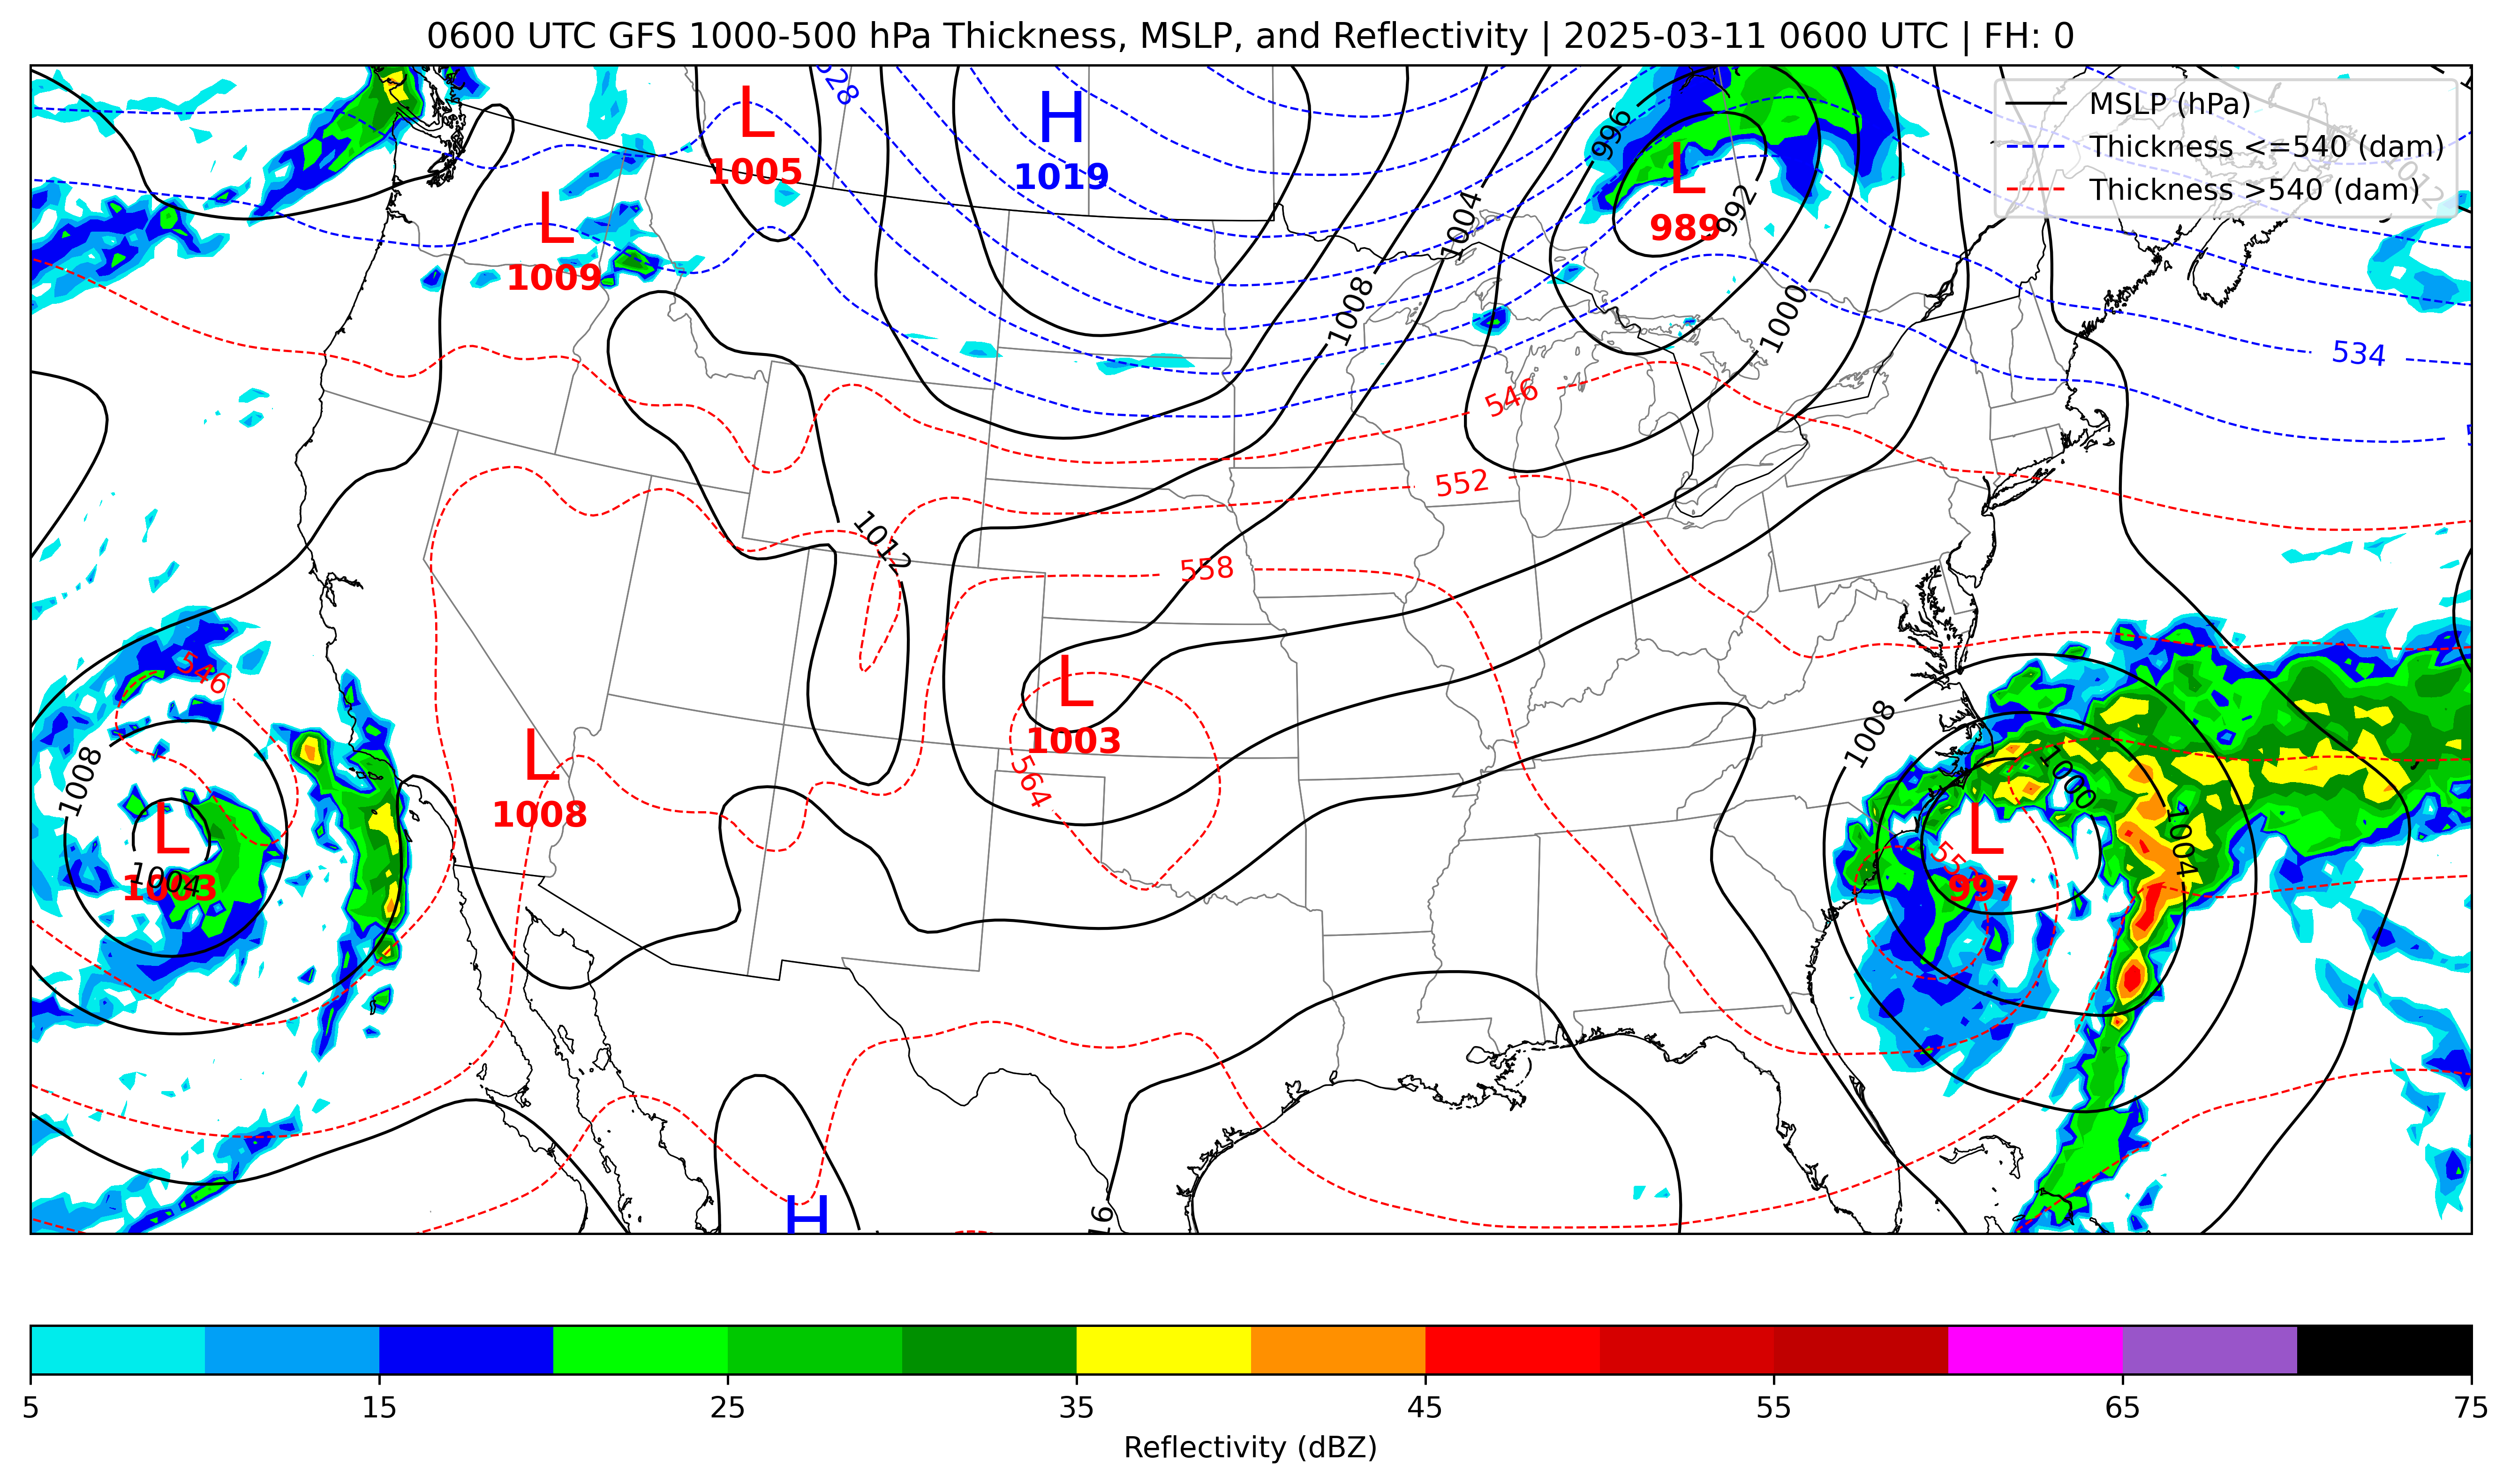 0600 UTC GFS 1000-500 hPa Thickness, MSLP, and Reflectivity | 2025-03-11 0600 UTC | FH: 0
MSLP (hPa)
Thickness <=540 (dam)
Thickness >540 (dam)
528
L
1005
H
1019
996
L
989
992
1012
L
1009
1004
1008
1000
534
546
552
1012
558
546
L
1003
1008
1008
L
1008
564
1000
L
1003
1004
L
997
552
1004
H
16
5 15 25 35 45 55 65 75
Reflectivity (dBZ)